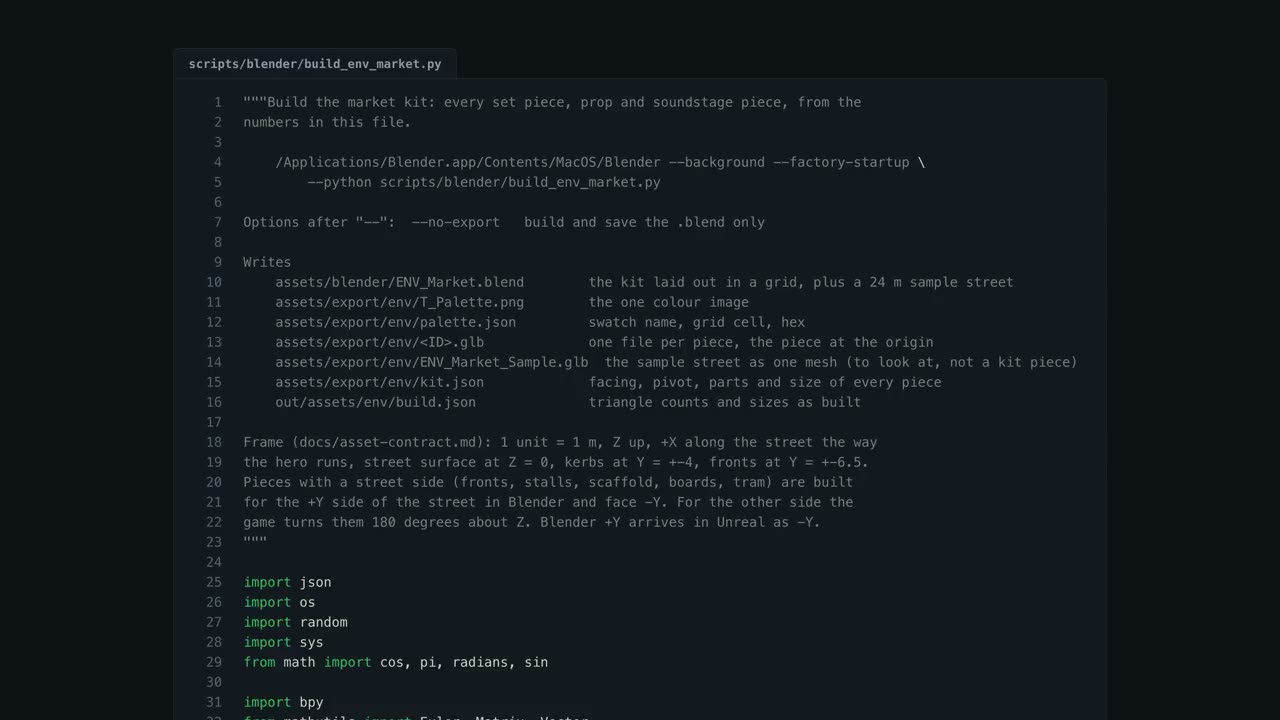 scripts/blender/build_env_market.py
1 """Build the market kit: every set piece, prop and soundstage piece, from the
2 numbers in this file.
3
4 /Applications/Blender.app/Contents/MacOS/Blender --background --factory-startup \
5 --python scripts/blender/build_env_market.py
6
7 Options after "--": --no-export build and save the .blend only
8
9 Writes
10 assets/blender/ENV_Market.blend the kit laid out in a grid, plus a 24 m sample street
11 assets/export/env/T_Palette.png the one colour image
12 assets/export/env/palette.json swatch name, grid cell, hex
13 assets/export/env/<ID>.glb one file per piece, the piece at the origin
14 assets/export/env/ENV_Market_Sample.glb the sample street as one mesh (to look at, not a kit piece)
15 assets/export/env/kit.json facing, pivot, parts and size of every piece
16 out/assets/env/build.json triangle counts and sizes as built
17
18 Frame (docs/asset-contract.md): 1 unit = 1 m, Z up, +X along the street the way
19 the hero runs, street surface at Z = 0, kerbs at Y = +-4, fronts at Y = +-6.5.
20 Pieces with a street side (fronts, stalls, scaffold, boards, tram) are built
21 for the +Y side of the street in Blender and face -Y. For the other side the
22 game turns them 180 degrees about Z. Blender +Y arrives in Unreal as -Y.
23 """
24
25 import json
26 import os
27 import random
28 import sys
29 from math import cos, pi, radians, sin
30
31 import bpy
32 from mathutils import Euler, Matrix, Vector